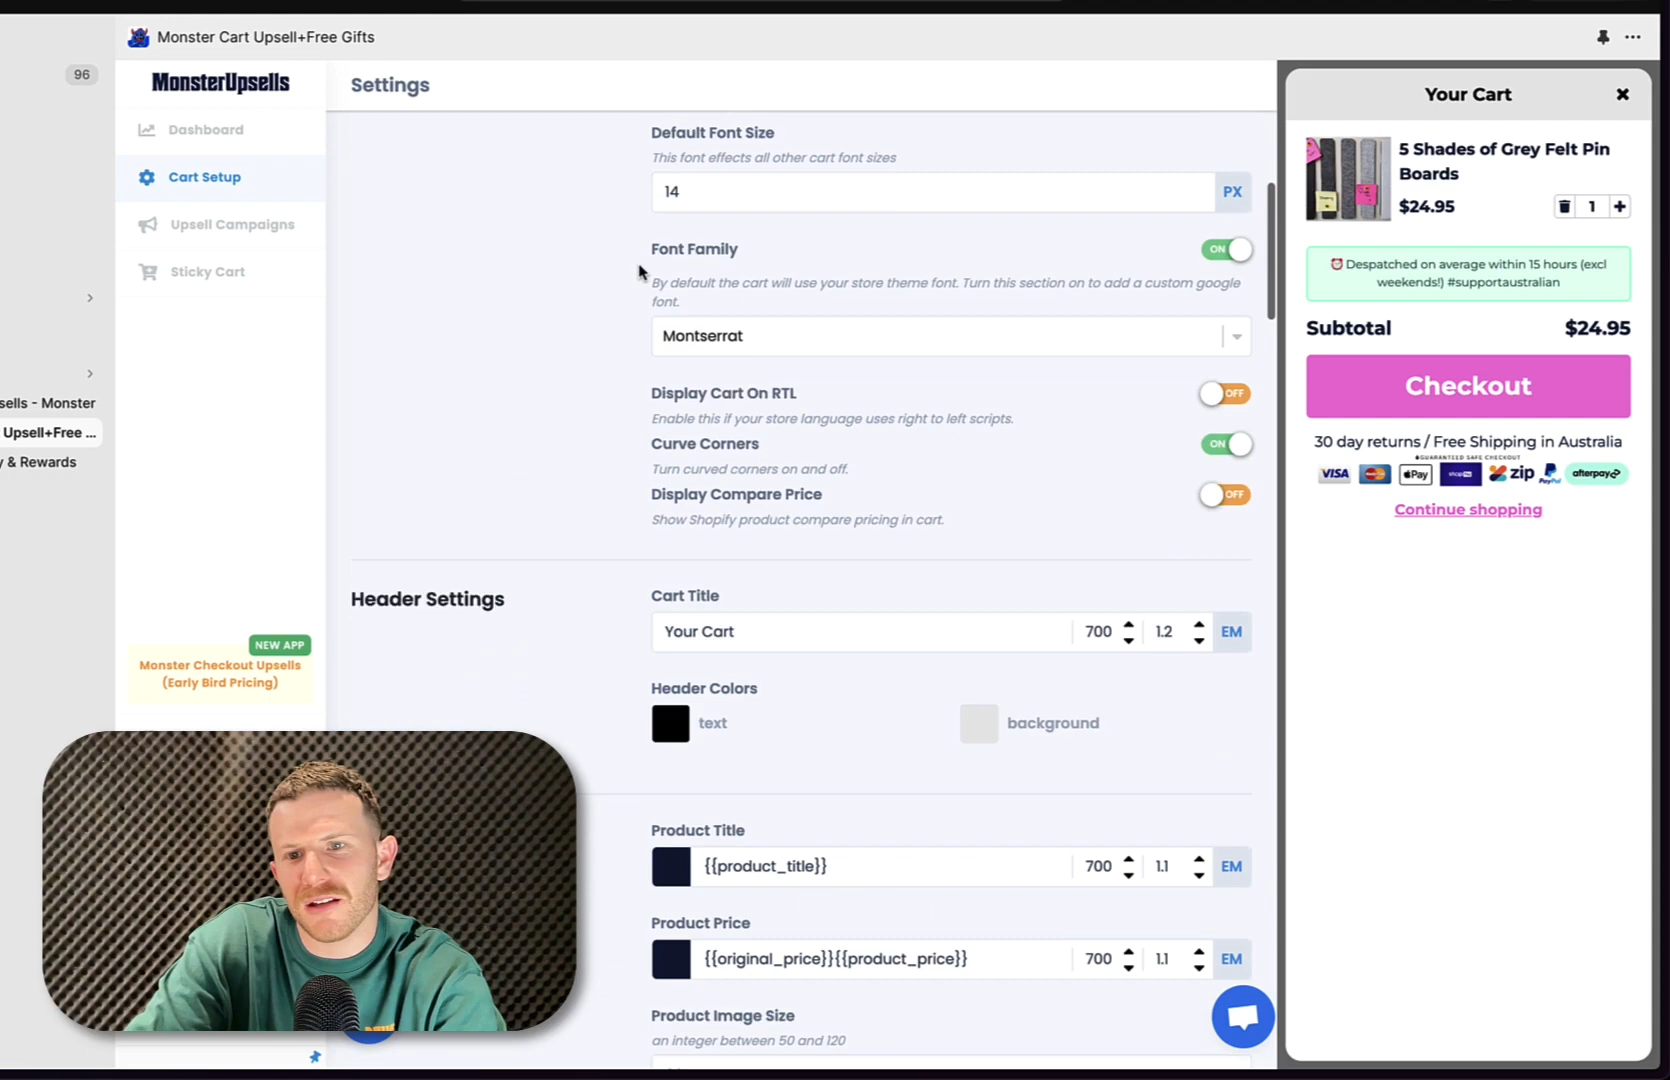 Monster Cart Upsell+Free Gifts
96
MonsterUpsells
Dashboard
Cart Setup
Upsell Campaigns
Sticky Cart
sells - Monster
Upsell+Free ...
y & Rewards
NEW APP
Monster Checkout Upsells
(Early Bird Pricing)
Settings
Default Font Size
This font effects all other cart font sizes
14
PX
Font Family
ON
By default the cart will use your store theme font. Turn this section on to add a custom google
font.
Montserrat
Display Cart On RTL
OFF
Enable this if your store language uses right to left scripts.
Curve Corners
ON
Turn curved corners on and off.
Display Compare Price
OFF
Show Shopify product compare pricing in cart.
Header Settings
Cart Title
Your Cart 700 1.2 EM
Header Colors
text background
Product Title
{{product_title}} 700 1.1 EM
Product Price
{{original_price}}{{product_price}} 700 1.1 EM
Product Image Size
an integer between 50 and 120
Your Cart
5 Shades of Grey Felt Pin
Boards
$24.95 1
Despatched on average within 15 hours (excl
weekends!) #supportaustralian
Subtotal $24.95
Checkout
30 day returns / Free Shipping in Australia
GUARANTEED SAFE CHECKOUT
VISA Pay zip PayPal afterpay
Continue shopping